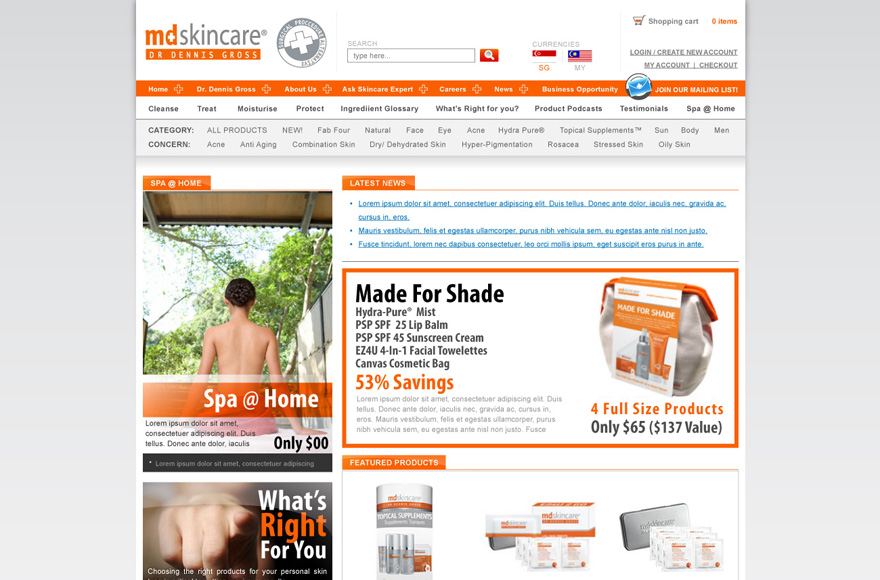 mdskincare®
DR DENNIS GROSS
SEARCH
type here...
CURRENCIES
SG
MY
Shopping cart 0 items
LOGIN / CREATE NEW ACCOUNT
MY ACCOUNT | CHECKOUT
Home Dr. Dennis Gross About Us Ask Skincare Expert Careers News Business Opportunity JOIN OUR MAILING LIST!
Cleanse Treat Moisturise Protect Ingrediient Glossary What's Right for you? Product Podcasts Testimonials Spa @ Home
CATEGORY: ALL PRODUCTS NEW! Fab Four Natural Face Eye Acne Hydra Pure® Topical Supplements™ Sun Body Men
CONCERN: Acne Anti Aging Combination Skin Dry/ Dehydrated Skin Hyper-Pigmentation Rosacea Stressed Skin Oily Skin
SPA @ HOME
Spa @ Home
Lorem ipsum dolor sit amet,
consectetuer adipiscing elit. Duis
tellus. Donec ante dolor, iaculis
Only $00
• Lorem ipsum dolor sit amet, consectetuer adipiscing
What's
Right
For You
Choosing the right products for your personal skin
LATEST NEWS
• Lorem ipsum dolor sit amet, consectetuer adipiscing elit. Duis tellus. Donec ante dolor, iaculis nec, gravida ac,
cursus in, eros.
• Mauris vestibulum, felis et egestas ullamcorper, purus nibh vehicula sem, eu egestas ante nisl non justo.
• Fusce tincidunt, lorem nec dapibus consectetuer, leo orci mollis ipsum, eget suscipit eros purus in ante.
Made For Shade
Hydra-Pure® Mist
PSP SPF 25 Lip Balm
PSP SPF 45 Sunscreen Cream
EZ4U 4-In-1 Facial Towelettes
Canvas Cosmetic Bag
53% Savings
Lorem ipsum dolor sit amet, consectetuer adipiscing elit. Duis
tellus. Donec ante dolor, iaculis nec, gravida ac, cursus in,
eros. Mauris vestibulum, felis et egestas ullamcorper, purus
nibh vehicula sem, eu egestas ante nisl non justo. Fusce
MADE FOR SHADE
4 Full Size Products
Only $65 ($137 Value)
FEATURED PRODUCTS
mdskincare
TOPICAL SUPPLEMENTS
mdskincare
mdskincare